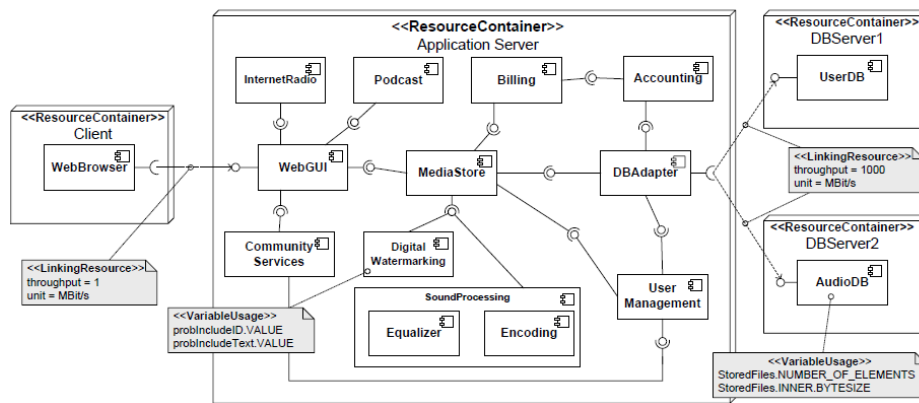 <<ResourceContainer>>
Application Server
<<ResourceContainer>>
DBServer1
InternetRadio
Podcast
Billing
Accounting
UserDB
<<ResourceContainer>>
Client
WebBrowser
WebGUI
MediaStore
DBAdapter
<<LinkingResource>>
throughput = 1000
unit = MBit/s
<<ResourceContainer>>
DBServer2
Community
Services
Digital
Watermarking
<<LinkingResource>>
throughput = 1
unit = MBit/s
User
Management
AudioDB
SoundProcessing
<<VariableUsage>>
probIncludeID.VALUE
probIncludeText.VALUE
Equalizer
Encoding
<<VariableUsage>>
StoredFiles.NUMBER_OF_ELEMENTS
StoredFiles.INNER.BYTESIZE